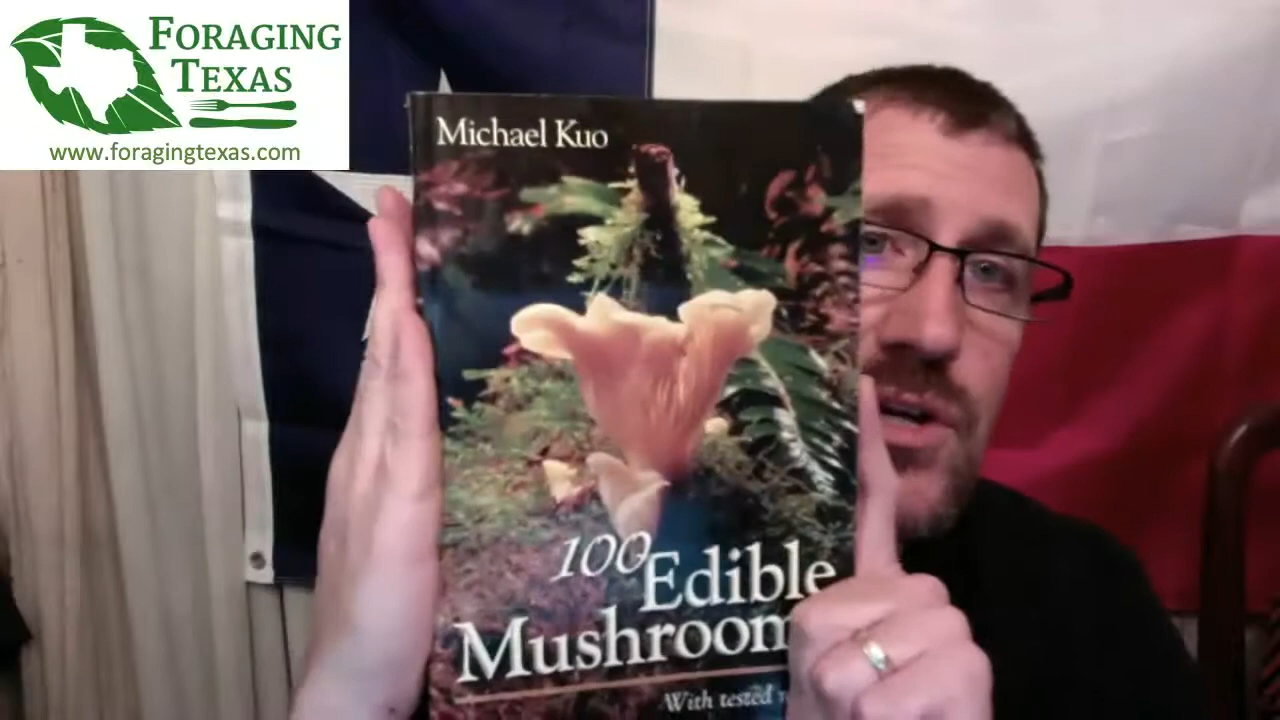 FORAGING
TEXAS
www.foragingtexas.com
Michael Kuo
100
Edible
Mushroom
With tested